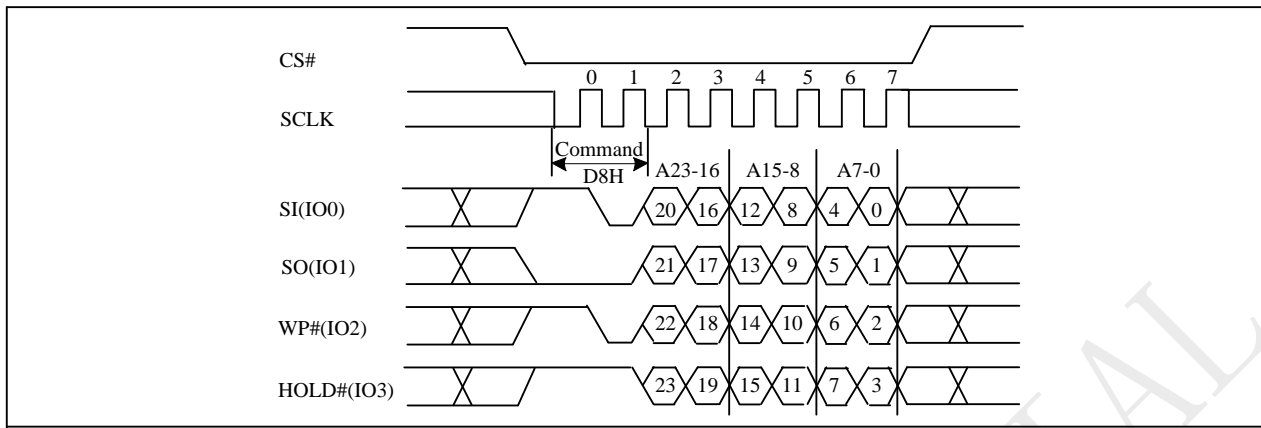 CS#
0 1 2 3 4 5 6 7
SCLK
Command
D8H
A23-16 A15-8 A7-0
SI(IO0) 20 16 12 8 4 0
SO(IO1) 21 17 13 9 5 1
WP#(IO2) 22 18 14 10 6 2
HOLD#(IO3) 23 19 15 11 7 3